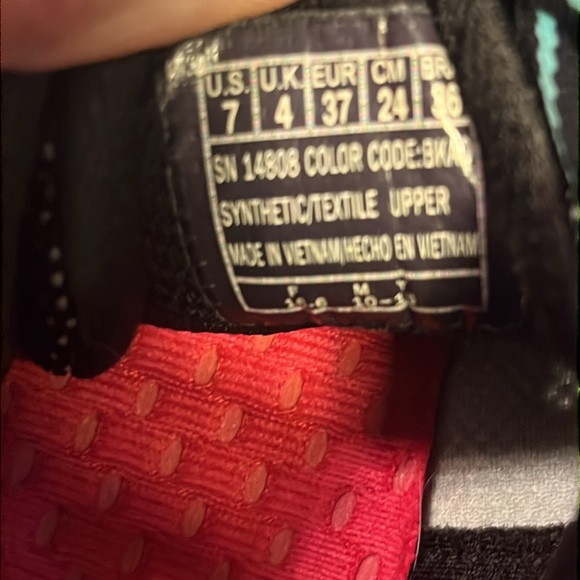 U.S. U.K. EUR CM
7 4 37 24 36
SN 14808 COLOR CODE:BKA
SYNTHETIC/TEXTILE UPPER
MADE IN VIETNAM/HECHO EN VIETNAM
F M Y